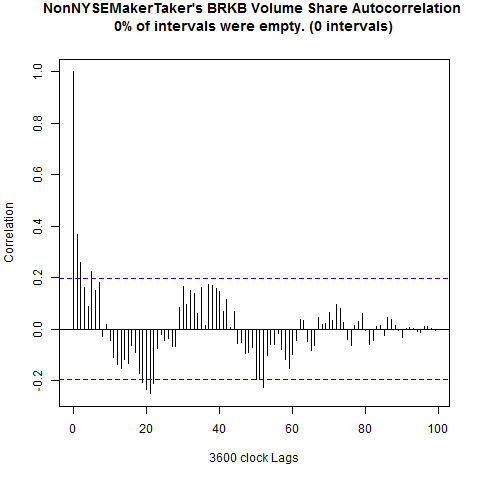 NonNYSEMakerTaker's BRKB Volume Share Autocorrelation
0% of intervals were empty. (0 intervals)
Correlation
1.0
0.8
0.6
0.4
0.2
0.0
-0.2
0 20 40 60 80 100
3600 clock Lags